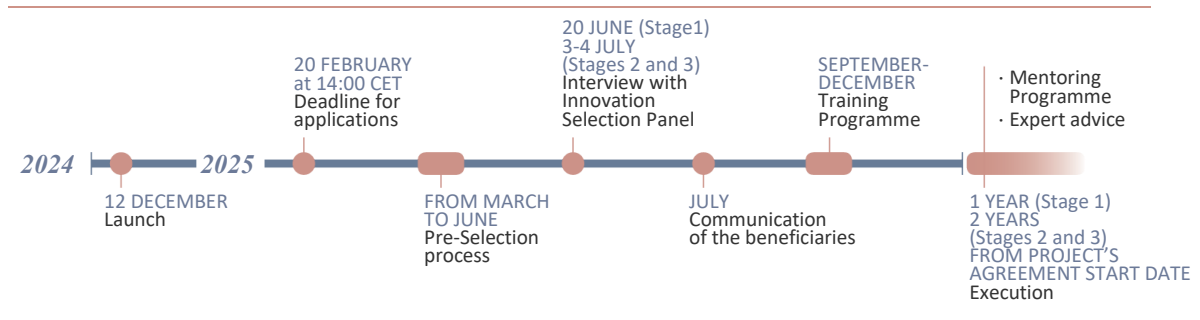 2024
12 DECEMBER
Launch
2025
20 FEBRUARY
at 14:00 CET
Deadline for
applications
FROM MARCH
TO JUNE
Pre-Selection
process
20 JUNE (Stage1)
3-4 JULY
(Stages 2 and 3)
Interview with
Innovation
Selection Panel
JULY
Communication
of the beneficiaries
SEPTEMBER-
DECEMBER
Training
Programme
· Mentoring
Programme
· Expert advice
1 YEAR (Stage 1)
2 YEARS
(Stages 2 and 3)
FROM PROJECT'S
AGREEMENT START DATE
Execution